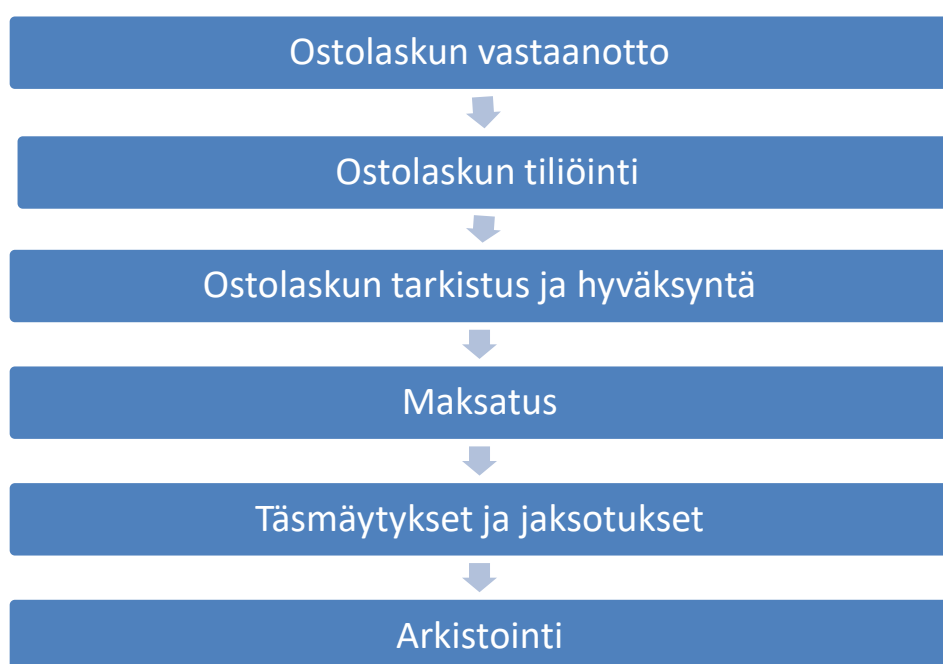 Ostolaskun vastaanotto
Ostolaskun tiliöinti
Ostolaskun tarkistus ja hyväksyntä
Maksatus
Täsmäytykset ja jaksotukset
Arkistointi